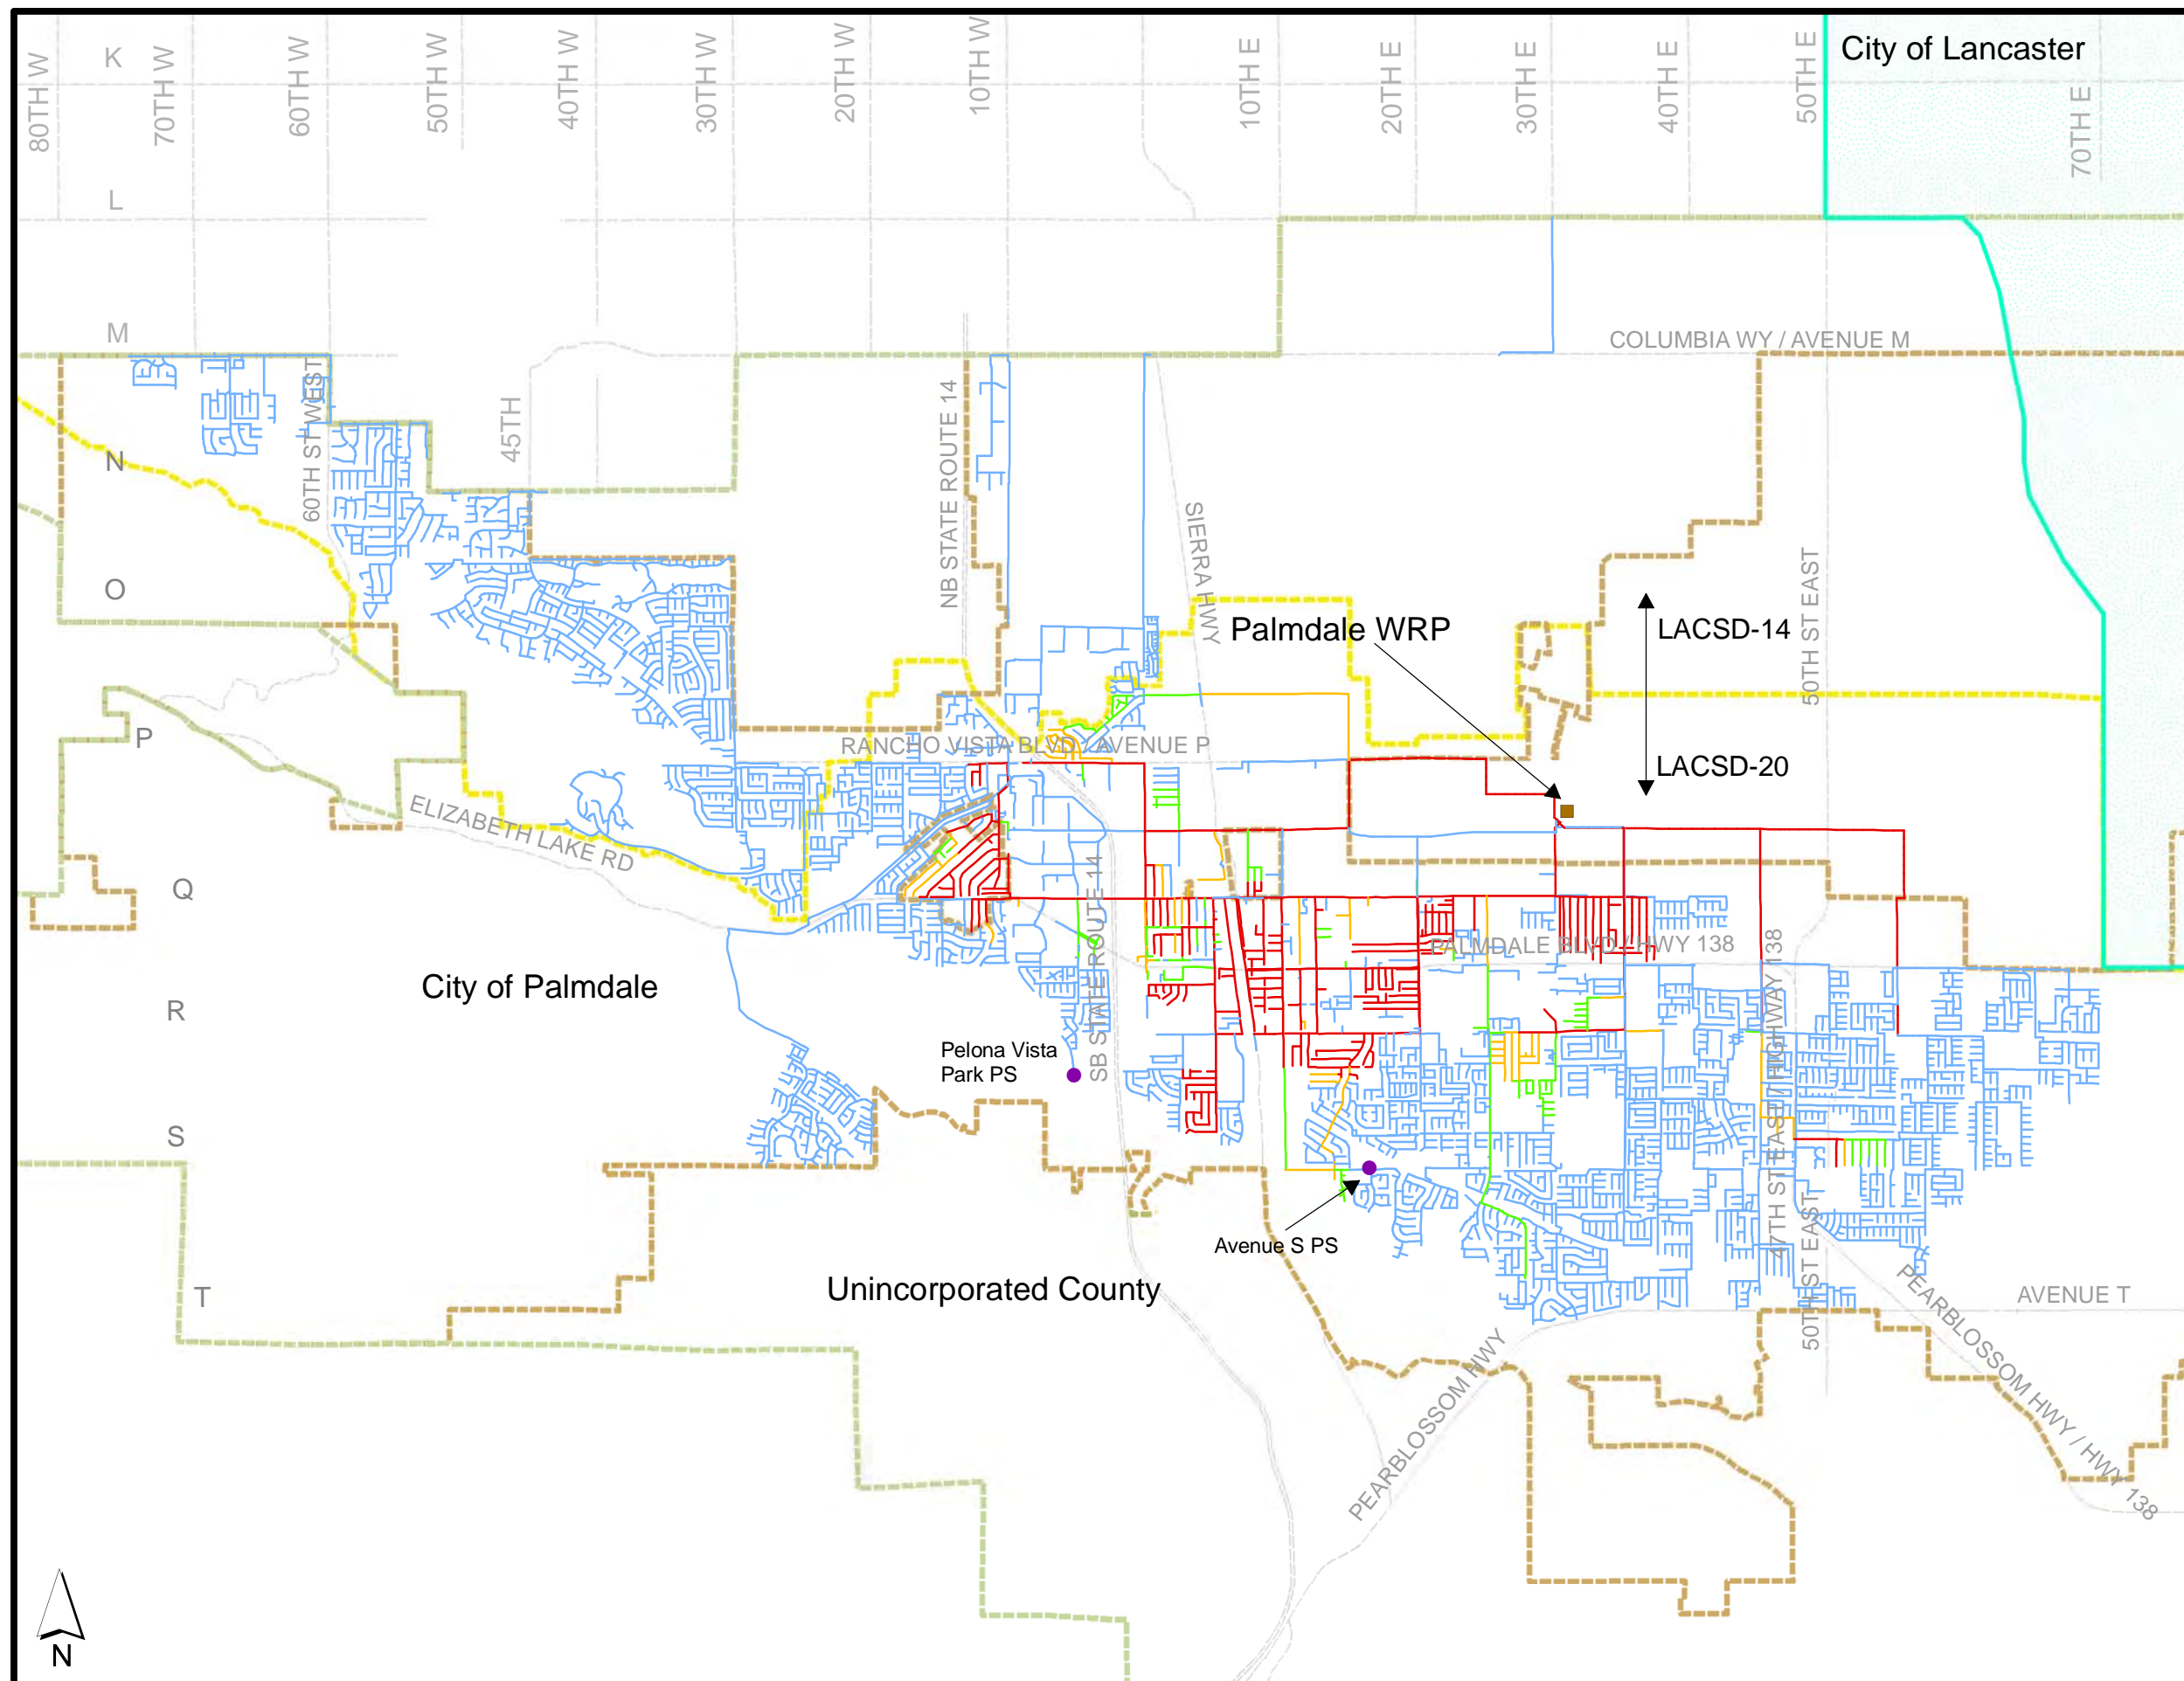 80TH W
K
70TH W
60TH W
50TH W
40TH W
30TH W
20TH W
10TH W
10TH E
20TH E
30TH E
40TH E
50TH E
City of Lancaster
70TH E
L
M
COLUMBIA WY / AVENUE M
60TH ST WEST
45TH
NB STATE ROUTE 14
N
SIERRA HWY
50TH ST EAST
O
Palmdale WRP
LACSD-14
P
RANCHO VISTA BLVD / AVENUE P
LACSD-20
ELIZABETH LAKE RD
Q
SB STATE ROUTE 14
PALMDALE BLVD / HWY 138
City of Palmdale
R
47TH ST EAST / HIGHWAY 138
Pelona Vista
Park PS
S
50TH ST EAST
Avenue S PS
T
Unincorporated County
AVENUE T
PEARBLOSSOM HWY
PEARBLOSSOM HWY / HWY 138
N